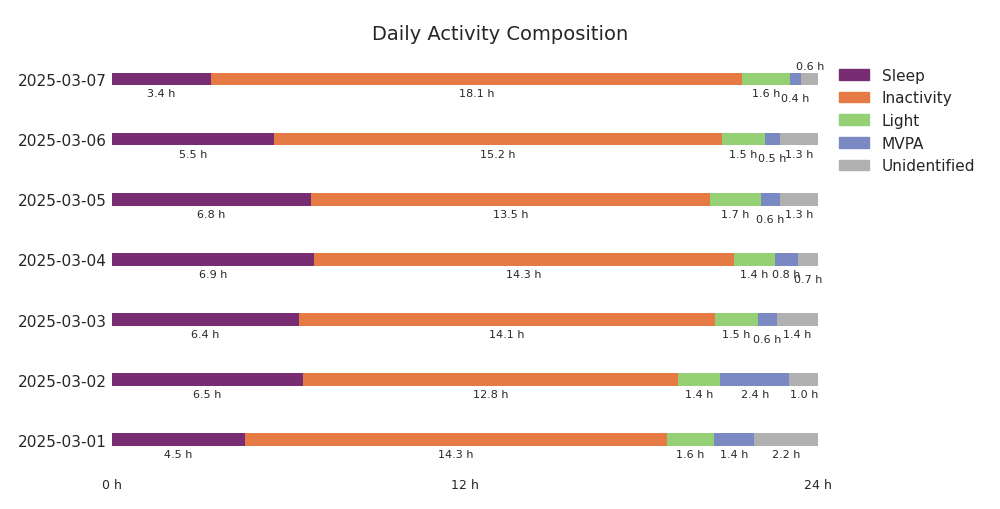 Daily Activity Composition
0.6 h
2025-03-07
3.4 h 18.1 h 1.6 h 0.4 h
2025-03-06
5.5 h 15.2 h 1.5 h 0.5 h 1.3 h
2025-03-05
6.8 h 13.5 h 1.7 h 0.6 h 1.3 h
2025-03-04
6.9 h 14.3 h 1.4 h 0.8 h 0.7 h
2025-03-03
6.4 h 14.1 h 1.5 h 0.6 h 1.4 h
2025-03-02
6.5 h 12.8 h 1.4 h 2.4 h 1.0 h
2025-03-01
4.5 h 14.3 h 1.6 h 1.4 h 2.2 h
0 h 12 h 24 h
Sleep
Inactivity
Light
MVPA
Unidentified